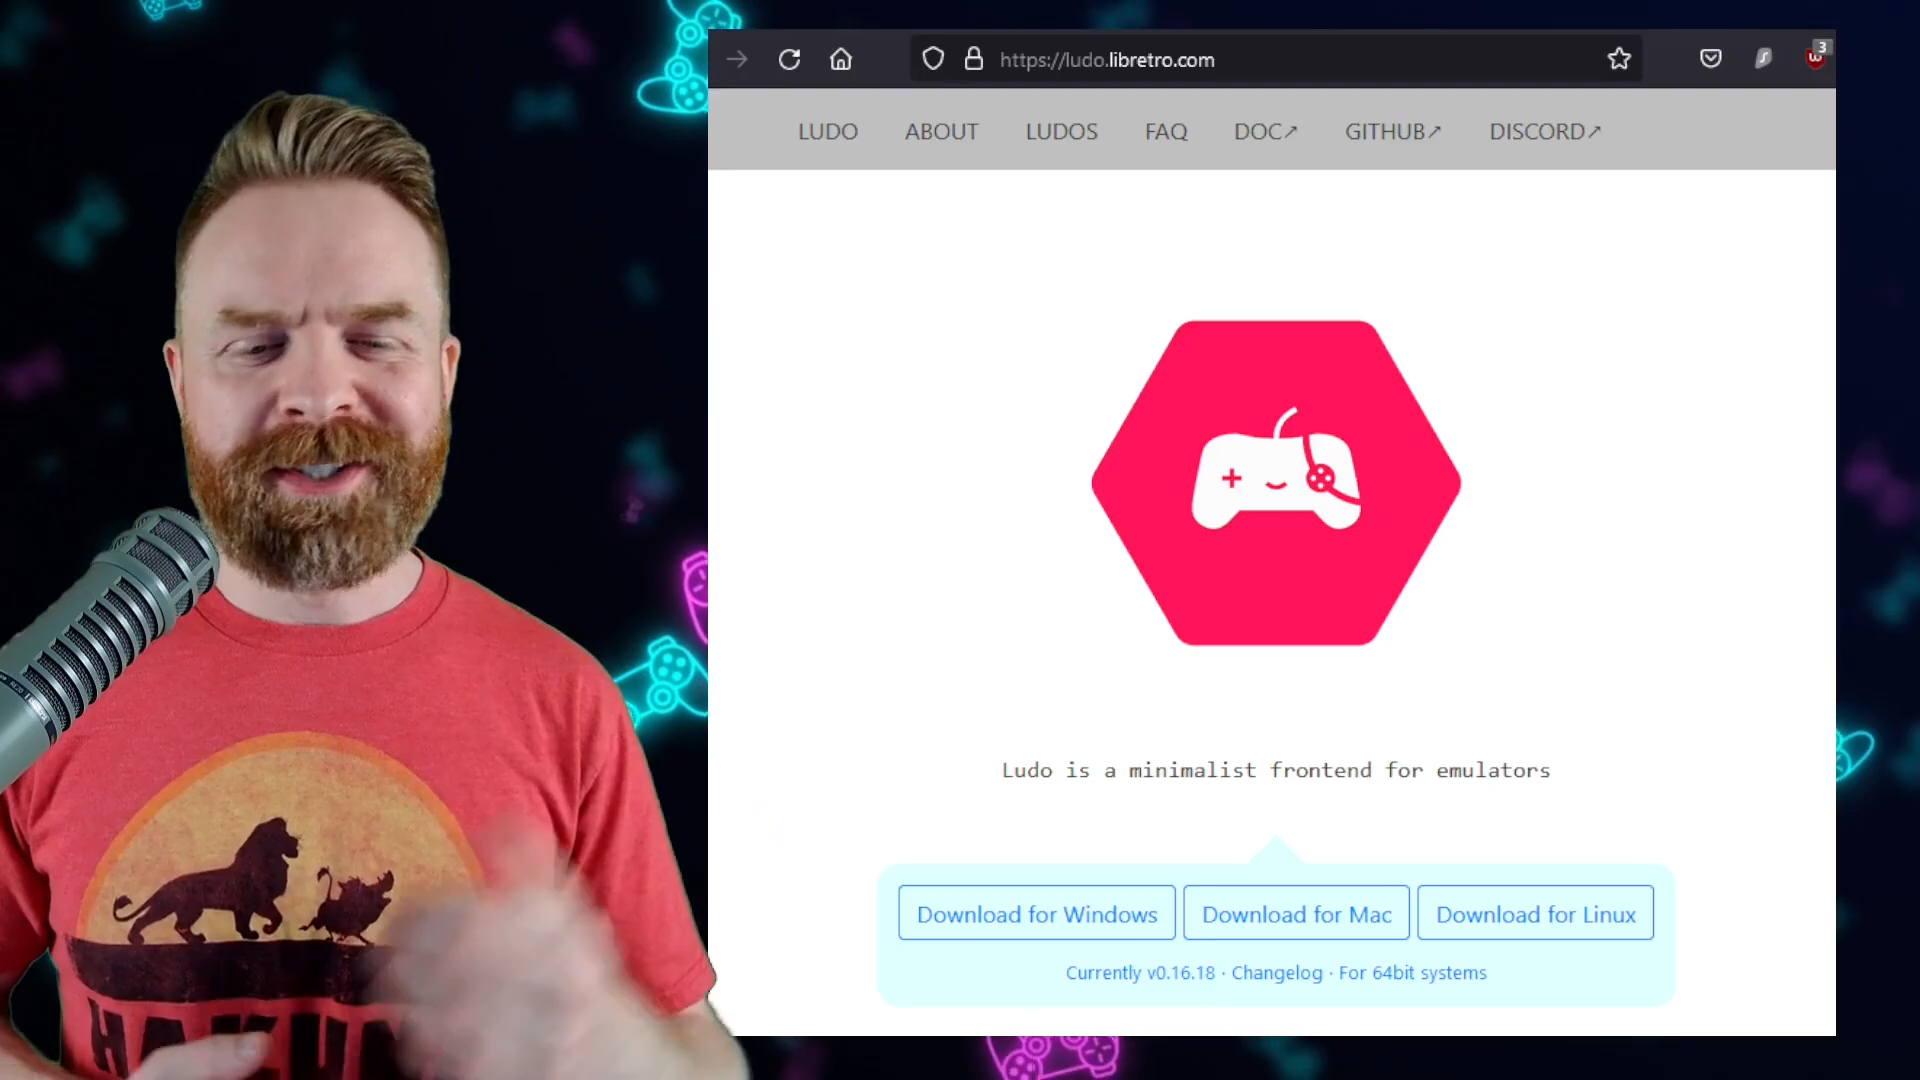 3
https://ludo.libretro.com
LUDO ABOUT LUDOS FAQ DOC↗ GITHUB↗ DISCORD↗
Ludo is a minimalist frontend for emulators
Download for Windows Download for Mac Download for Linux
Currently v0.16.18 · Changelog · For 64bit systems